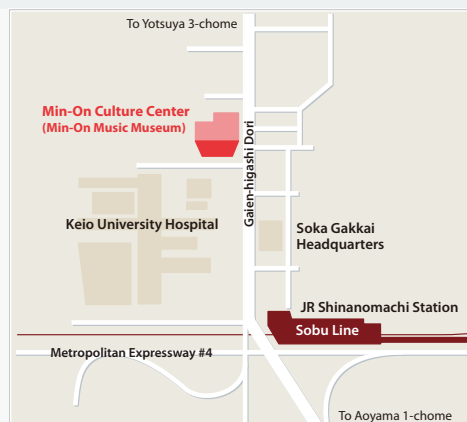 To Yotsuya 3-chome
Min-On Culture Center
(Min-On Music Museum)
Gaien-higashi Dori
Keio University Hospital
Soka Gakkai
Headquarters
JR Shinanomachi Station
Sobu Line
Metropolitan Expressway #4
To Aoyama 1-chome